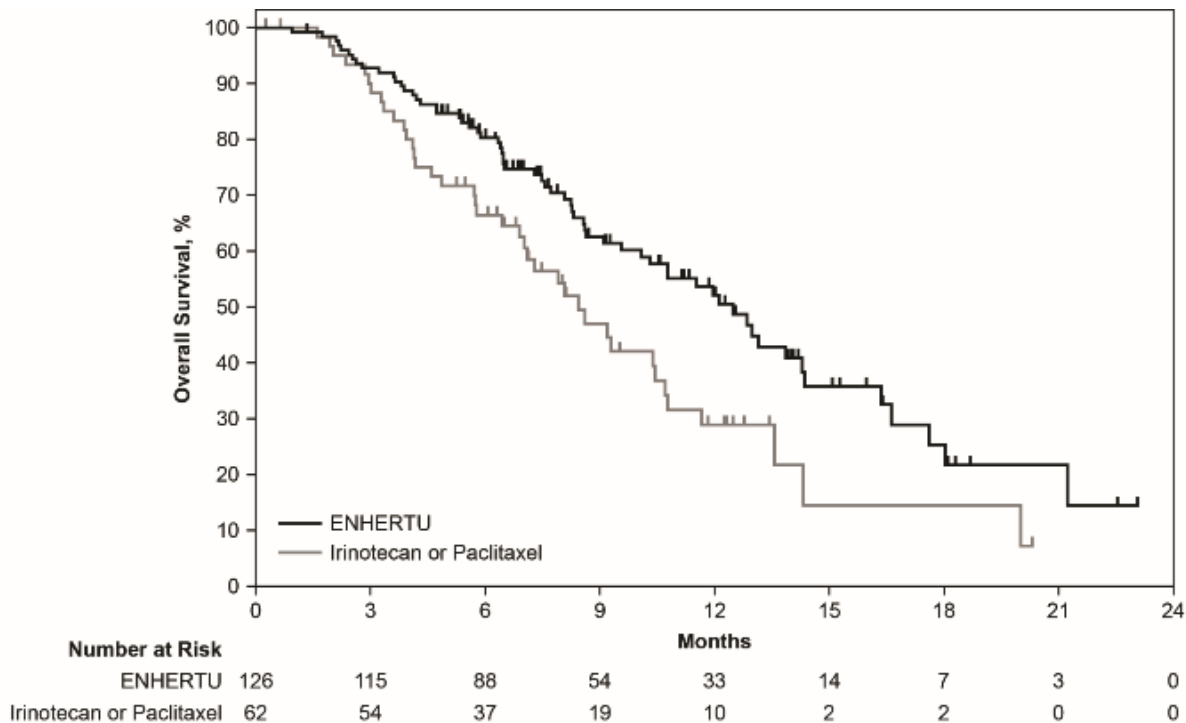 100
90
80
70
60
50
40
30
20
10
0
Overall Survival, %
ENHERTU
Irinotecan or Paclitaxel
0 3 6 9 12 15 18 21 24
Months
Number at Risk
ENHERTU 126 115 88 54 33 14 7 3 0
Irinotecan or Paclitaxel 62 54 37 19 10 2 2 0 0